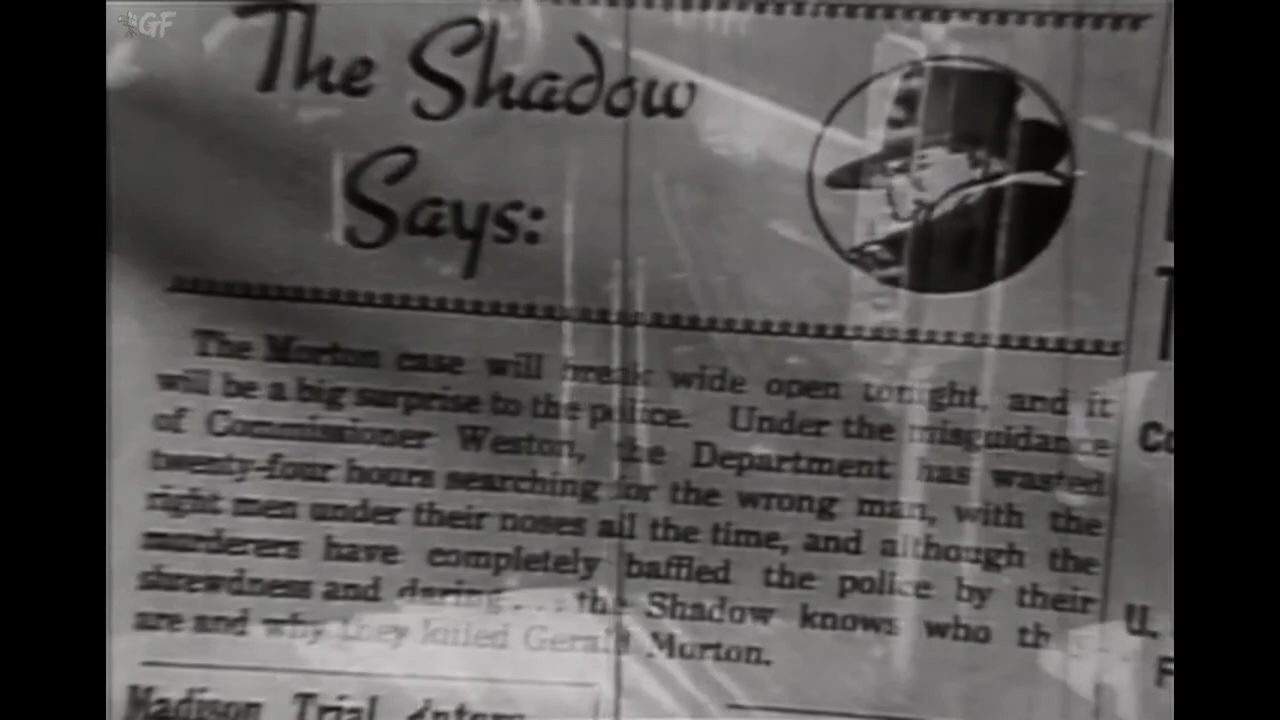 GF
The Shadow
Says:
The Morton case will break wide open tonight, and it
will be a big surprise to the police. Under the misguidance
of Commissioner Weston, the Department has wasted
twenty-four hours searching for the wrong man, with the
right men under their noses all the time, and although the
murderers have completely baffled the police by their
shrewdness and daring... the Shadow knows who th
are and why they killed Gerald Morton.
Madison Trial
Co
U.
F